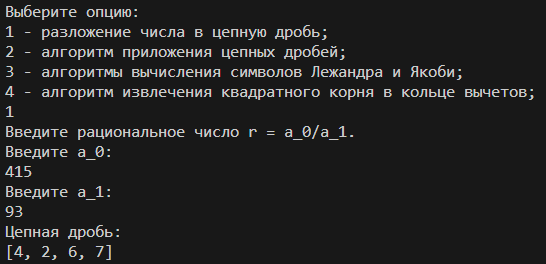 Выберите опцию:
1 - разложение числа в цепную дробь;
2 - алгоритм приложения цепных дробей;
3 - алгоритмы вычисления символов Лежандра и Якоби;
4 - алгоритм извлечения квадратного корня в кольце вычетов;
1
Введите рациональное число r = a_0/a_1.
Введите a_0:
415
Введите a_1:
93
Цепная дробь:
[4, 2, 6, 7]